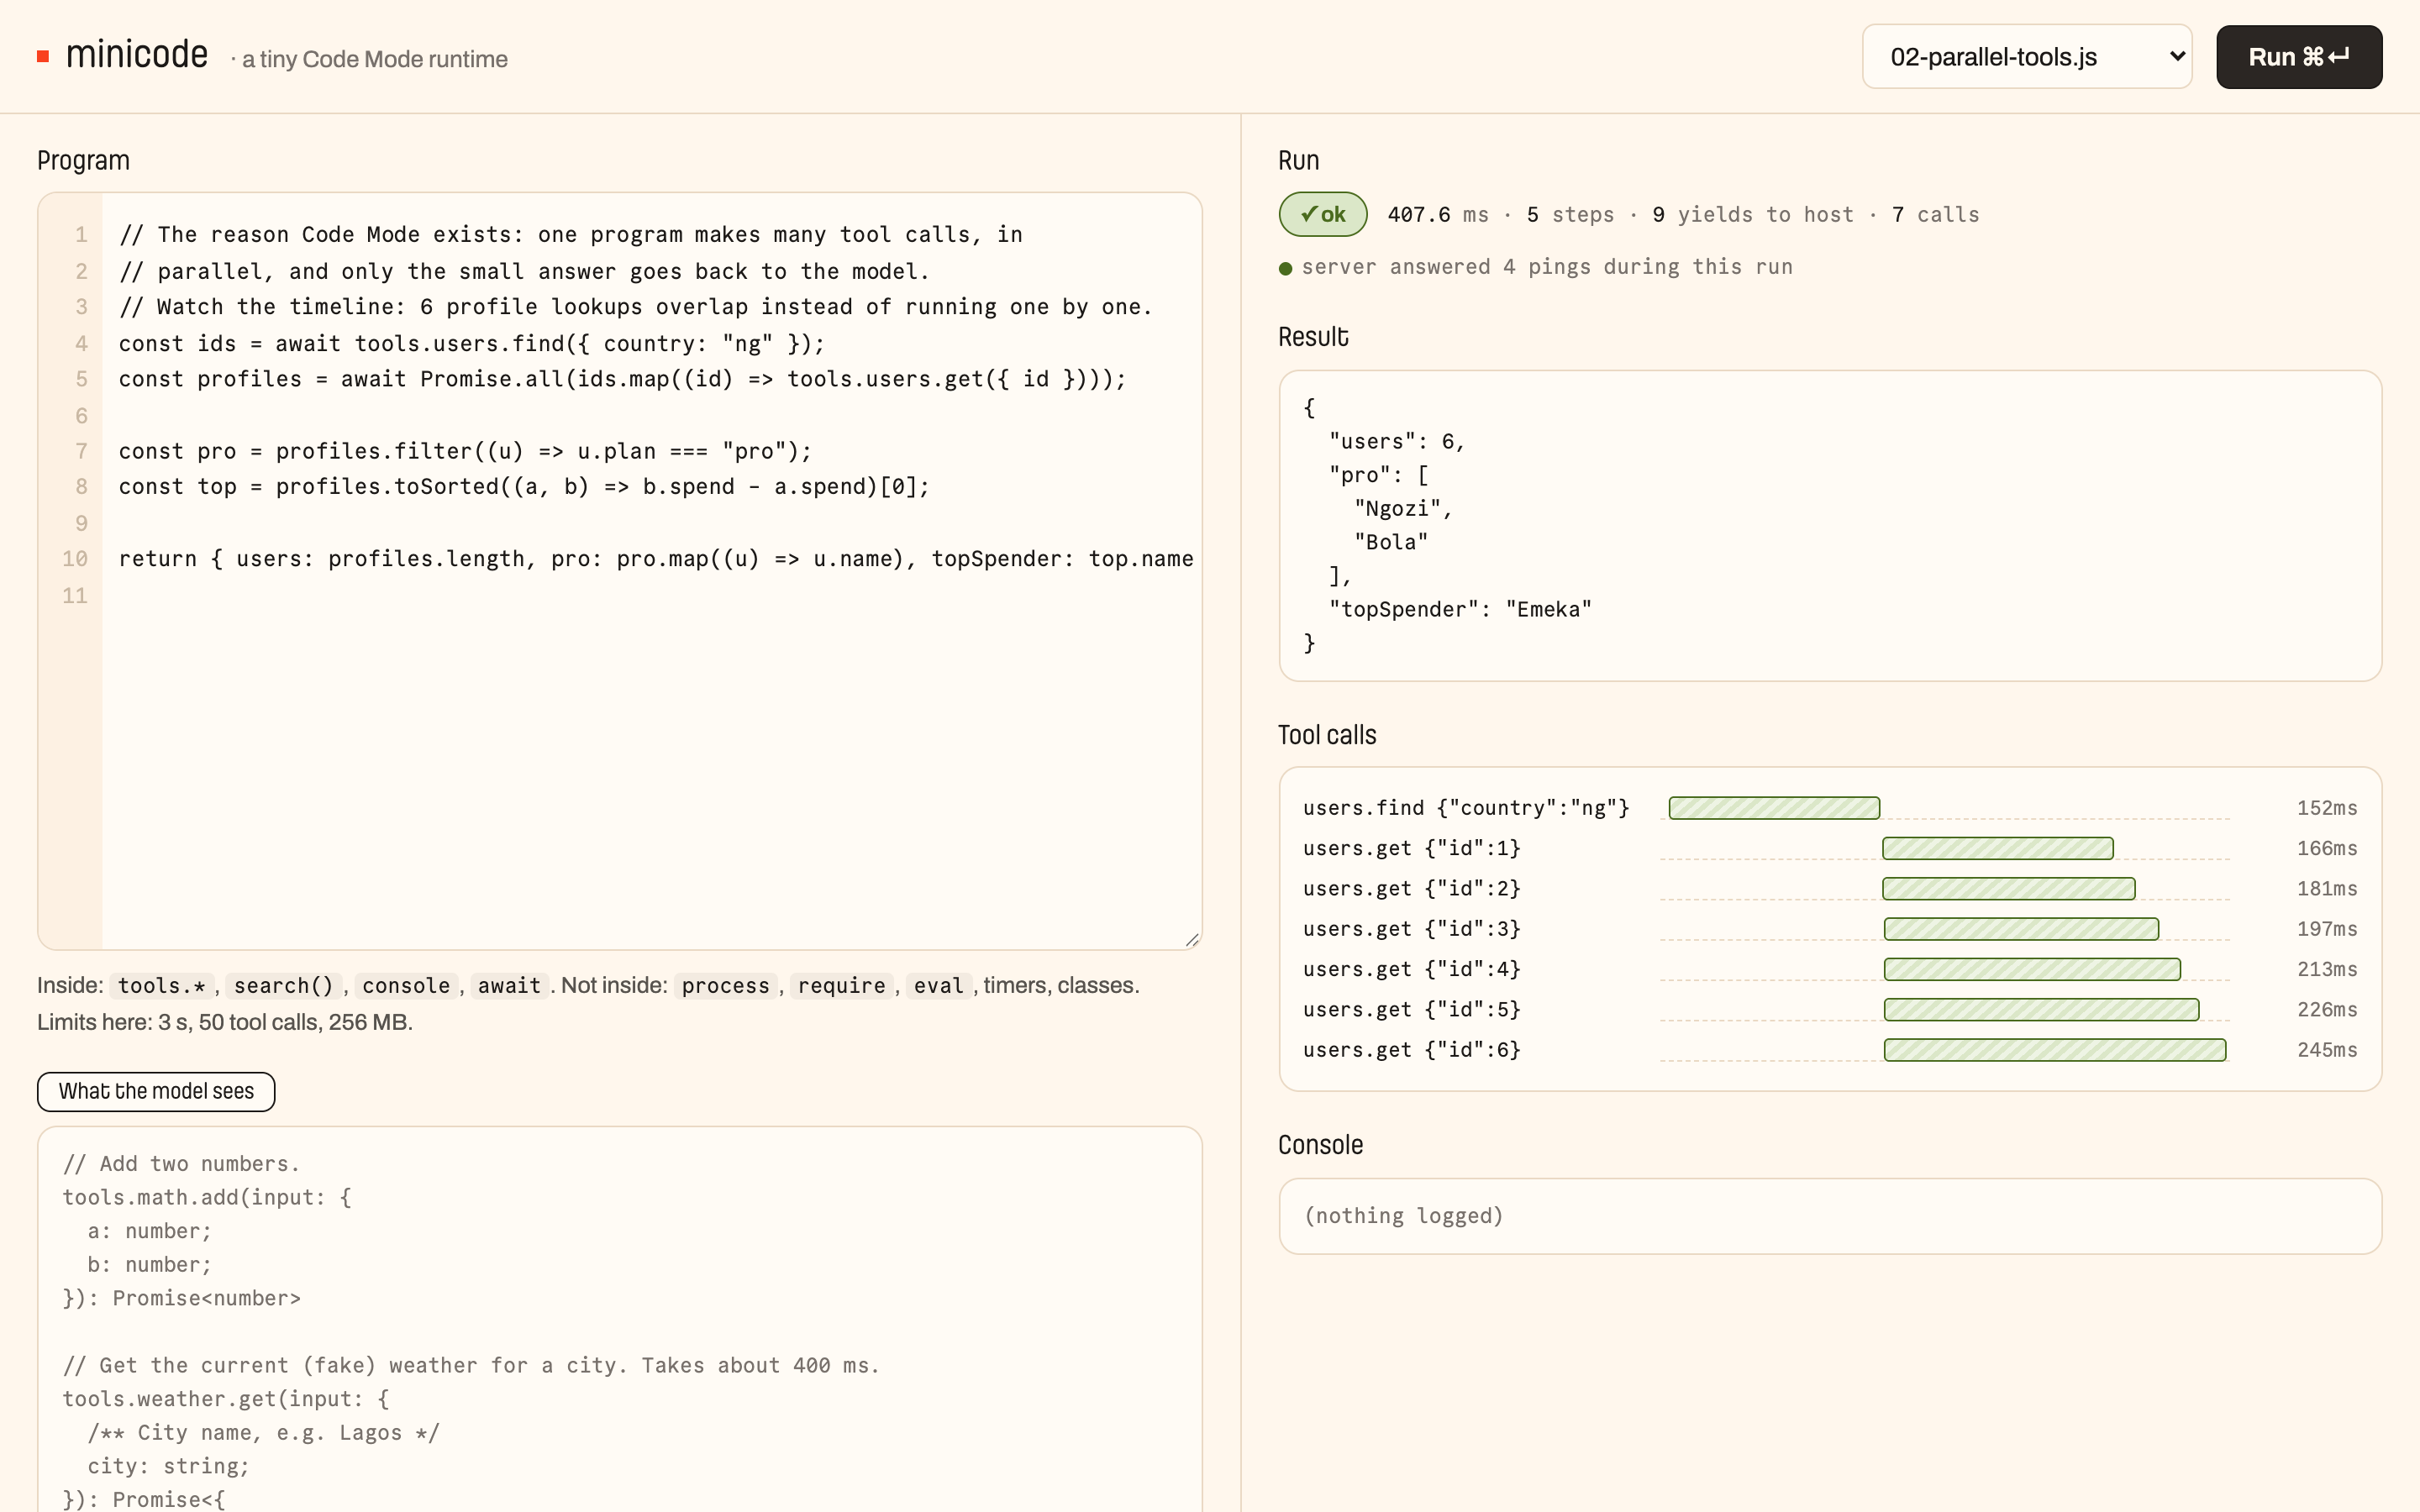 minicode · a tiny Code Mode runtime
02-parallel-tools.js
Run ⌘↵
Program
1 // The reason Code Mode exists: one program makes many tool calls, in
2 // parallel, and only the small answer goes back to the model.
3 // Watch the timeline: 6 profile lookups overlap instead of running one by one.
4 const ids = await tools.users.find({ country: "ng" });
5 const profiles = await Promise.all(ids.map((id) => tools.users.get({ id })));
6
7 const pro = profiles.filter((u) => u.plan === "pro");
8 const top = profiles.toSorted((a, b) => b.spend - a.spend)[0];
9
10 return { users: profiles.length, pro: pro.map((u) => u.name), topSpender: top.name
11
Inside: tools.*, search(), console, await. Not inside: process, require, eval, timers, classes.
Limits here: 3 s, 50 tool calls, 256 MB.
What the model sees
// Add two numbers.
tools.math.add(input: {
  a: number;
  b: number;
}): Promise<number>

// Get the current (fake) weather for a city. Takes about 400 ms.
tools.weather.get(input: {
  /** City name, e.g. Lagos */
  city: string;
}): Promise<{
Run
✓ok 407.6 ms · 5 steps · 9 yields to host · 7 calls
server answered 4 pings during this run
Result
{
  "users": 6,
  "pro": [
    "Ngozi",
    "Bola"
  ],
  "topSpender": "Emeka"
}
Tool calls
users.find {"country":"ng"} 152ms
users.get {"id":1} 166ms
users.get {"id":2} 181ms
users.get {"id":3} 197ms
users.get {"id":4} 213ms
users.get {"id":5} 226ms
users.get {"id":6} 245ms
Console
(nothing logged)